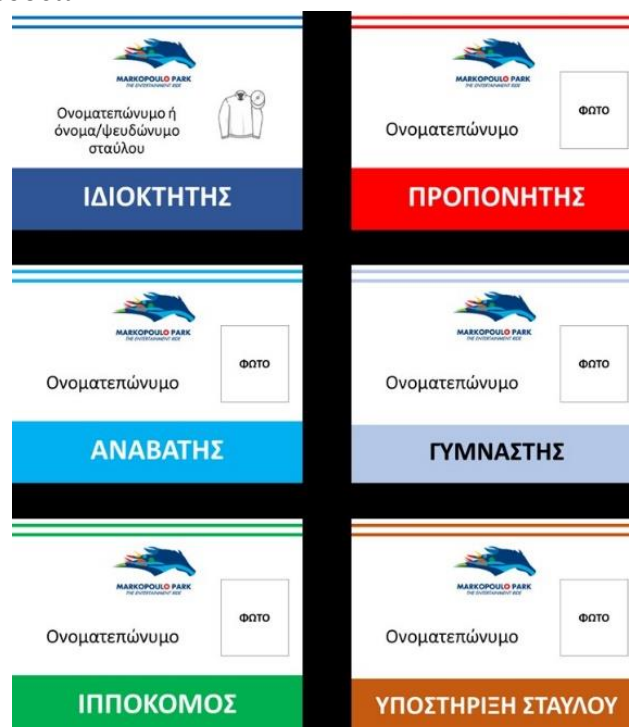 MARKOPOULO PARK
THE ENTERTAINMENT RIDE
Ονοματεπώνυμο ή
όνομα/ψευδώνυμο
σταύλου
ΙΔΙΟΚΤΗΤΗΣ
MARKOPOULO PARK
THE ENTERTAINMENT RIDE
ΦΩΤΟ
Ονοματεπώνυμο
ΠΡΟΠΟΝΗΤΗΣ
MARKOPOULO PARK
THE ENTERTAINMENT RIDE
ΦΩΤΟ
Ονοματεπώνυμο
ΑΝΑΒΑΤΗΣ
MARKOPOULO PARK
THE ENTERTAINMENT RIDE
ΦΩΤΟ
Ονοματεπώνυμο
ΓΥΜΝΑΣΤΗΣ
MARKOPOULO PARK
THE ENTERTAINMENT RIDE
ΦΩΤΟ
Ονοματεπώνυμο
ΙΠΠΟΚΟΜΟΣ
MARKOPOULO PARK
THE ENTERTAINMENT RIDE
ΦΩΤΟ
Ονοματεπώνυμο
ΥΠΟΣΤΗΡΙΞΗ ΣΤΑΥΛΟΥ